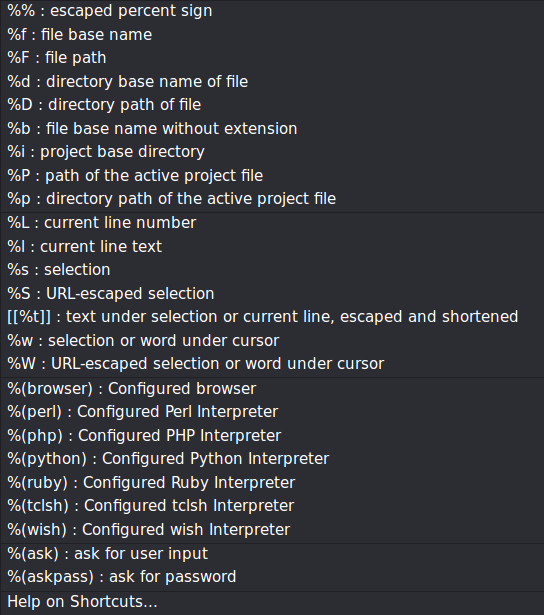 %% : escaped percent sign
%f : file base name
%F : file path
%d : directory base name of file
%D : directory path of file
%b : file base name without extension
%i : project base directory
%P : path of the active project file
%p : directory path of the active project file
%L : current line number
%l : current line text
%s : selection
%S : URL-escaped selection
[[%t]] : text under selection or current line, escaped and shortened
%w : selection or word under cursor
%W : URL-escaped selection or word under cursor
%(browser) : Configured browser
%(perl) : Configured Perl Interpreter
%(php) : Configured PHP Interpreter
%(python) : Configured Python Interpreter
%(ruby) : Configured Ruby Interpreter
%(tclsh) : Configured tclsh Interpreter
%(wish) : Configured wish Interpreter
%(ask) : ask for user input
%(askpass) : ask for password
Help on Shortcuts...